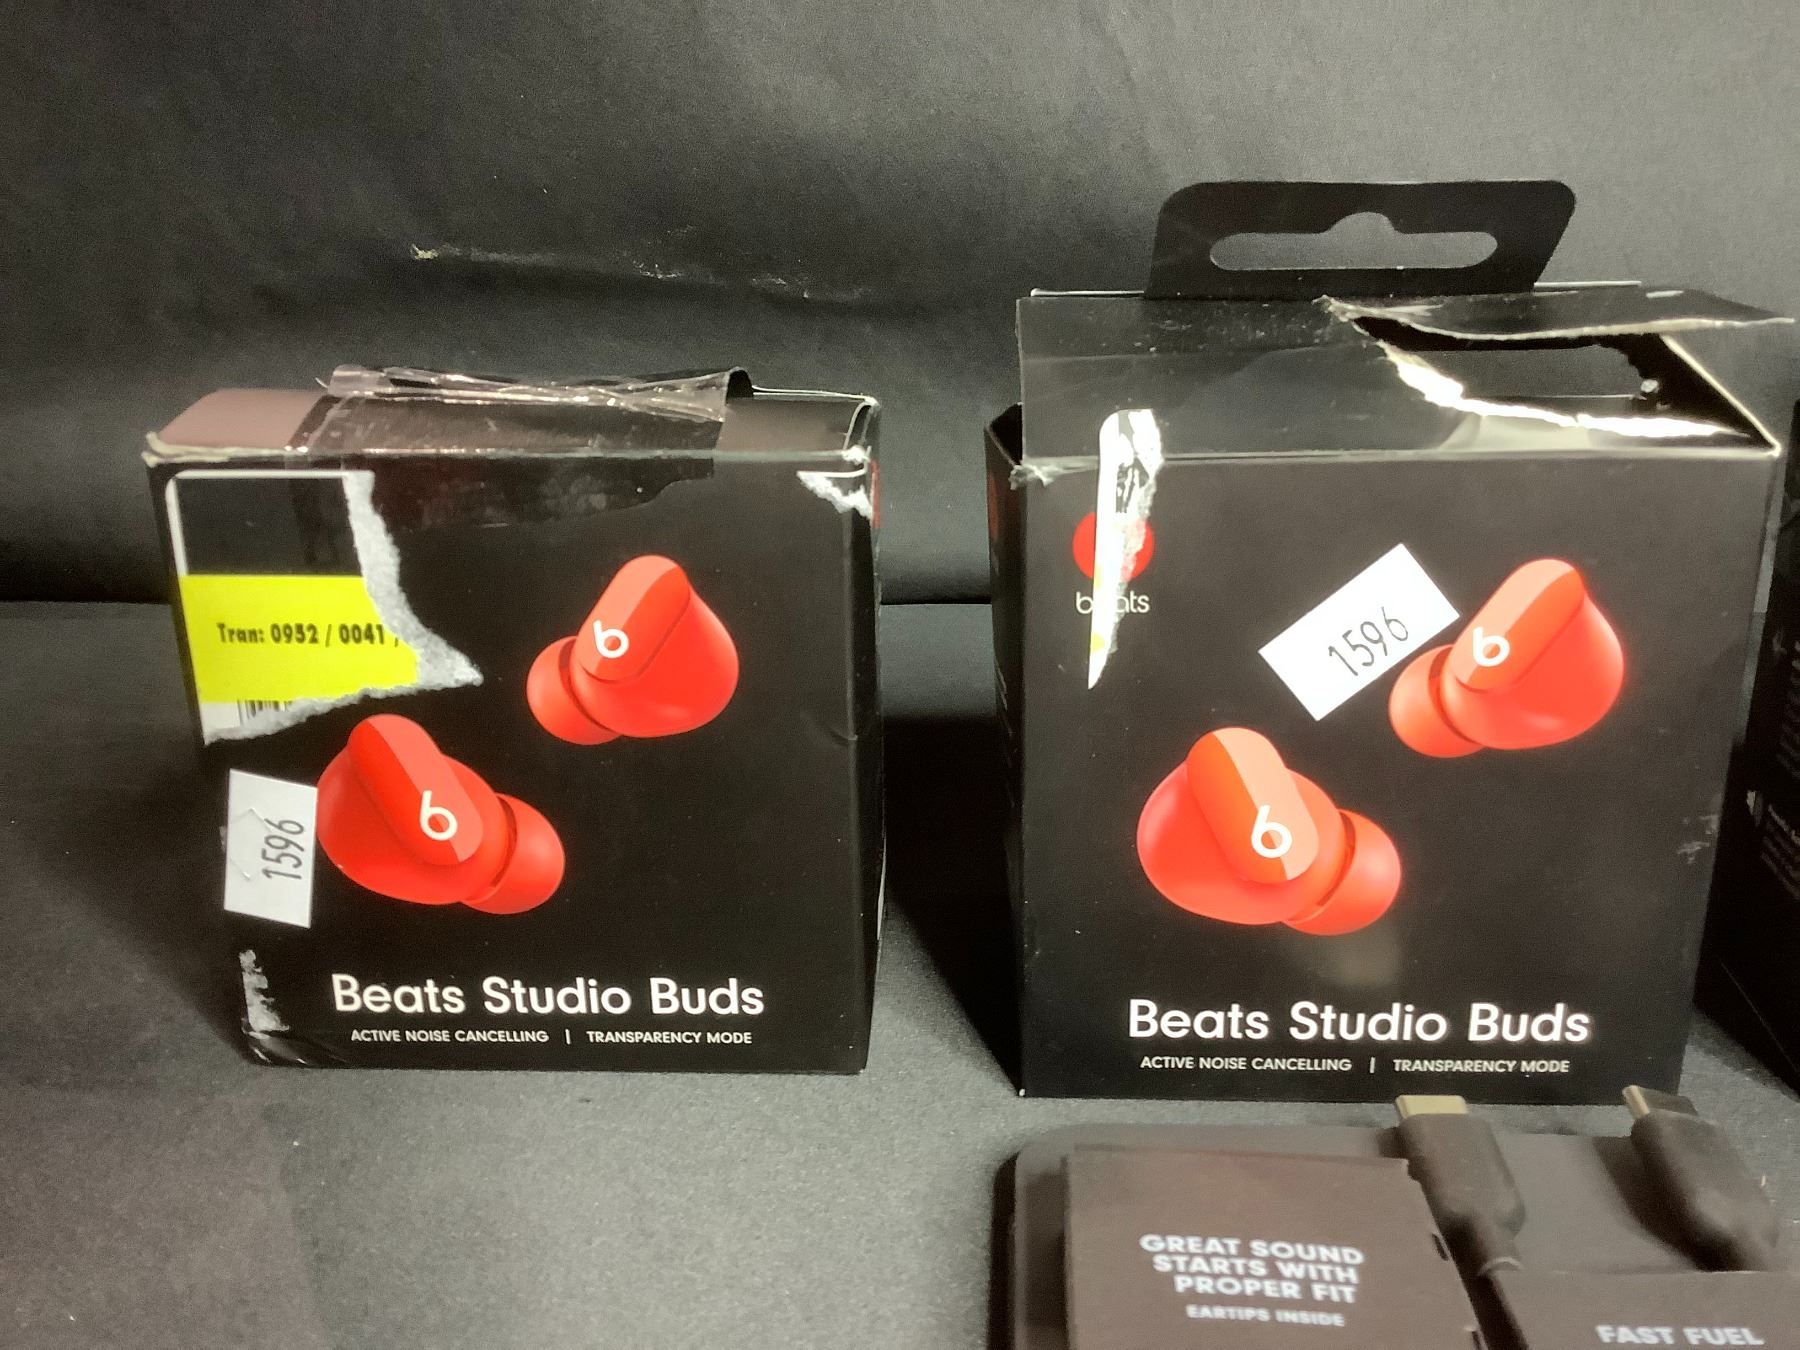 Tran: 0952 / 0041 /
1596
Beats Studio Buds
ACTIVE NOISE CANCELLING | TRANSPARENCY MODE
1596
Beats Studio Buds
ACTIVE NOISE CANCELLING | TRANSPARENCY MODE
GREAT SOUND
STARTS WITH
PROPER FIT
EARTIPS INSIDE
FAST FUEL